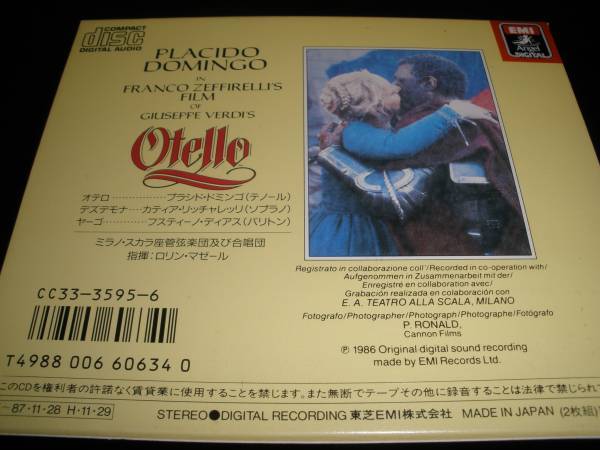 COMPACT
disc
DIGITAL AUDIO
PLACIDO
DOMINGO
IN
FRANCO ZEFFIRELLI'S
FILM
OF
GIUSEPPE VERDI'S
Otello
EMI
Angel
DIGITAL
オテロ……………プラシド・ドミンゴ(テノール)
デズデモナ………カティア・リッチャレッリ(ソプラノ)
ヤーゴ……………フスティーノ・ディアス(バリトン)
ミラノ・スカラ座管弦楽団及び合唱団
指揮:ロリン・マゼール
CC33-3595-6
T4988 006 60634 0
Registrato in collaborazione coll'/Recorded in co-operation with/
Aufgenommen in Zusammenarbeit mit der/
Enregistré en collaboration avec/
Grabación realizada en colaboración con
E. A. TEATRO ALLA SCALA, MILANO
Fotografo/Photographer/Photograph/Photographe/Fotógrafo
P. RONALD,
Cannon Films
Ⓟ 1986 Original digital sound recording
made by EMI Records Ltd.
このCDを権利者の許諾なく賃貸業に使用することを禁じます。また無断でテープその他に録音することは法律で禁じられて
-87・11・28 H・11・29
STEREO●DIGITAL RECORDING 東芝EMI株式会社 MADE IN JAPAN (2枚組)